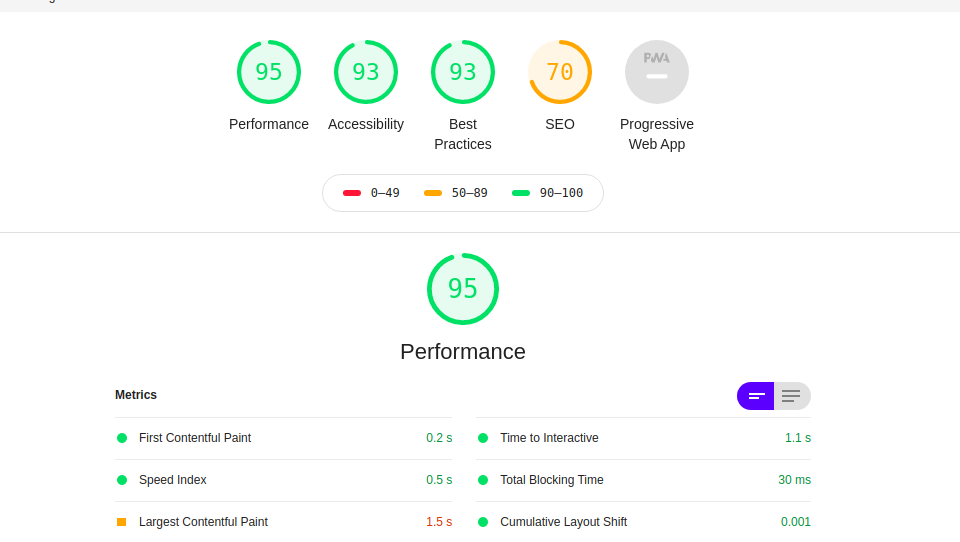 95
93
93
70
PWA
Performance
Accessibility
Best
Practices
SEO
Progressive
Web App
0–49
50–89
90–100
95
Performance
Metrics
First Contentful Paint 0.2 s
Time to Interactive 1.1 s
Speed Index 0.5 s
Total Blocking Time 30 ms
Largest Contentful Paint 1.5 s
Cumulative Layout Shift 0.001